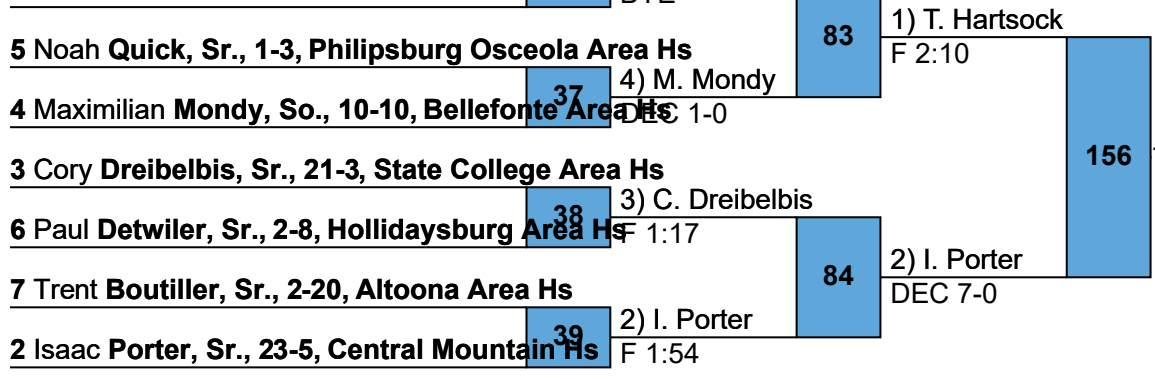 5 Noah Quick, Sr., 1-3, Philipsburg Osceola Area Hs
4 Maximilian Mondy, So., 10-10, Bellefonte Area Hs
3 Cory Dreibelbis, Sr., 21-3, State College Area Hs
6 Paul Detwiler, Sr., 2-8, Hollidaysburg Area Hs
7 Trent Boutiller, Sr., 2-20, Altoona Area Hs
2 Isaac Porter, Sr., 23-5, Central Mountain Hs
37
38
39
4) M. Mondy
DEC 1-0
3) C. Dreibelbis
F 1:17
2) I. Porter
F 1:54
83
84
1) T. Hartsock
F 2:10
2) I. Porter
DEC 7-0
156